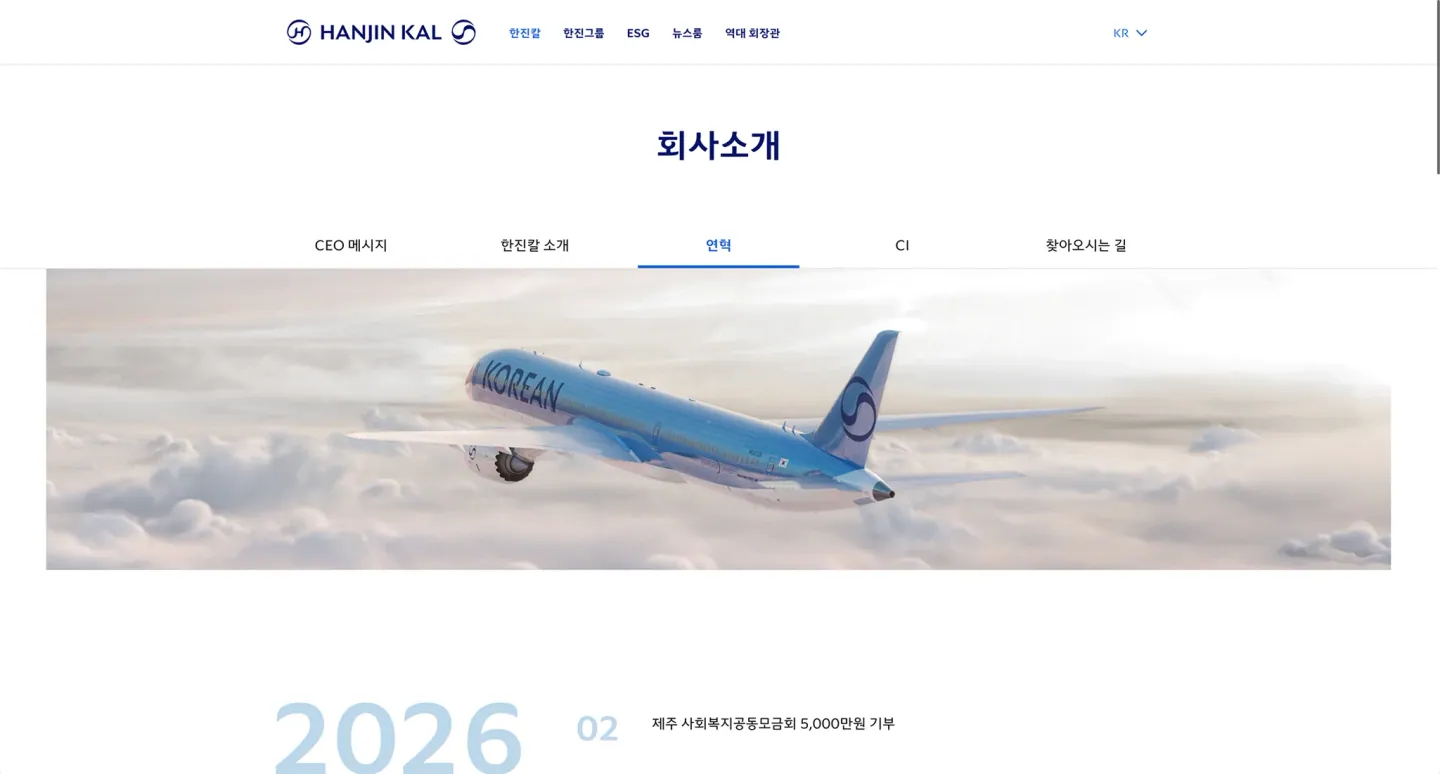 HANJIN KAL
한진칼 한진그룹 ESG 뉴스룸 역대 회장관
KR
회사소개
CEO 메시지 한진칼 소개 연혁 CI 찾아오시는 길
KOREAN
2026 02 제주 사회복지공동모금회 5,000만원 기부